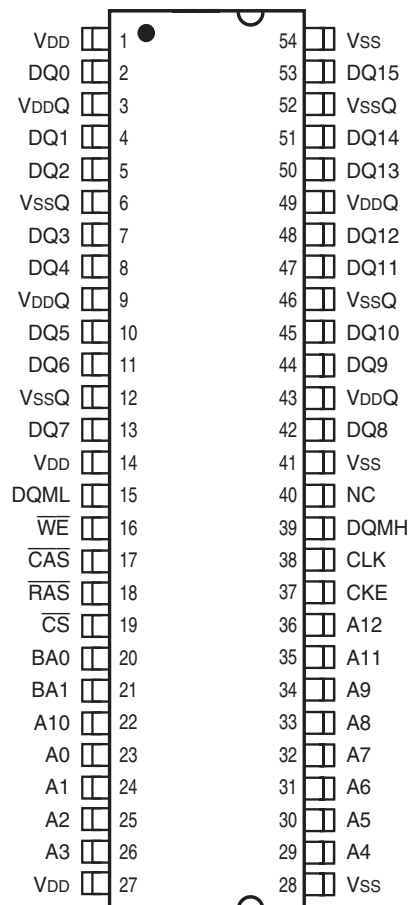 VDD 1 54 VSS
DQ0 2 53 DQ15
VDDQ 3 52 VSSQ
DQ1 4 51 DQ14
DQ2 5 50 DQ13
VSSQ 6 49 VDDQ
DQ3 7 48 DQ12
DQ4 8 47 DQ11
VDDQ 9 46 VSSQ
DQ5 10 45 DQ10
DQ6 11 44 DQ9
VSSQ 12 43 VDDQ
DQ7 13 42 DQ8
VDD 14 41 VSS
DQML 15 40 NC
W̅E̅ 16 39 DQMH
C̅A̅S̅ 17 38 CLK
R̅A̅S̅ 18 37 CKE
C̅S̅ 19 36 A12
BA0 20 35 A11
BA1 21 34 A9
A10 22 33 A8
A0 23 32 A7
A1 24 31 A6
A2 25 30 A5
A3 26 29 A4
VDD 27 28 VSS